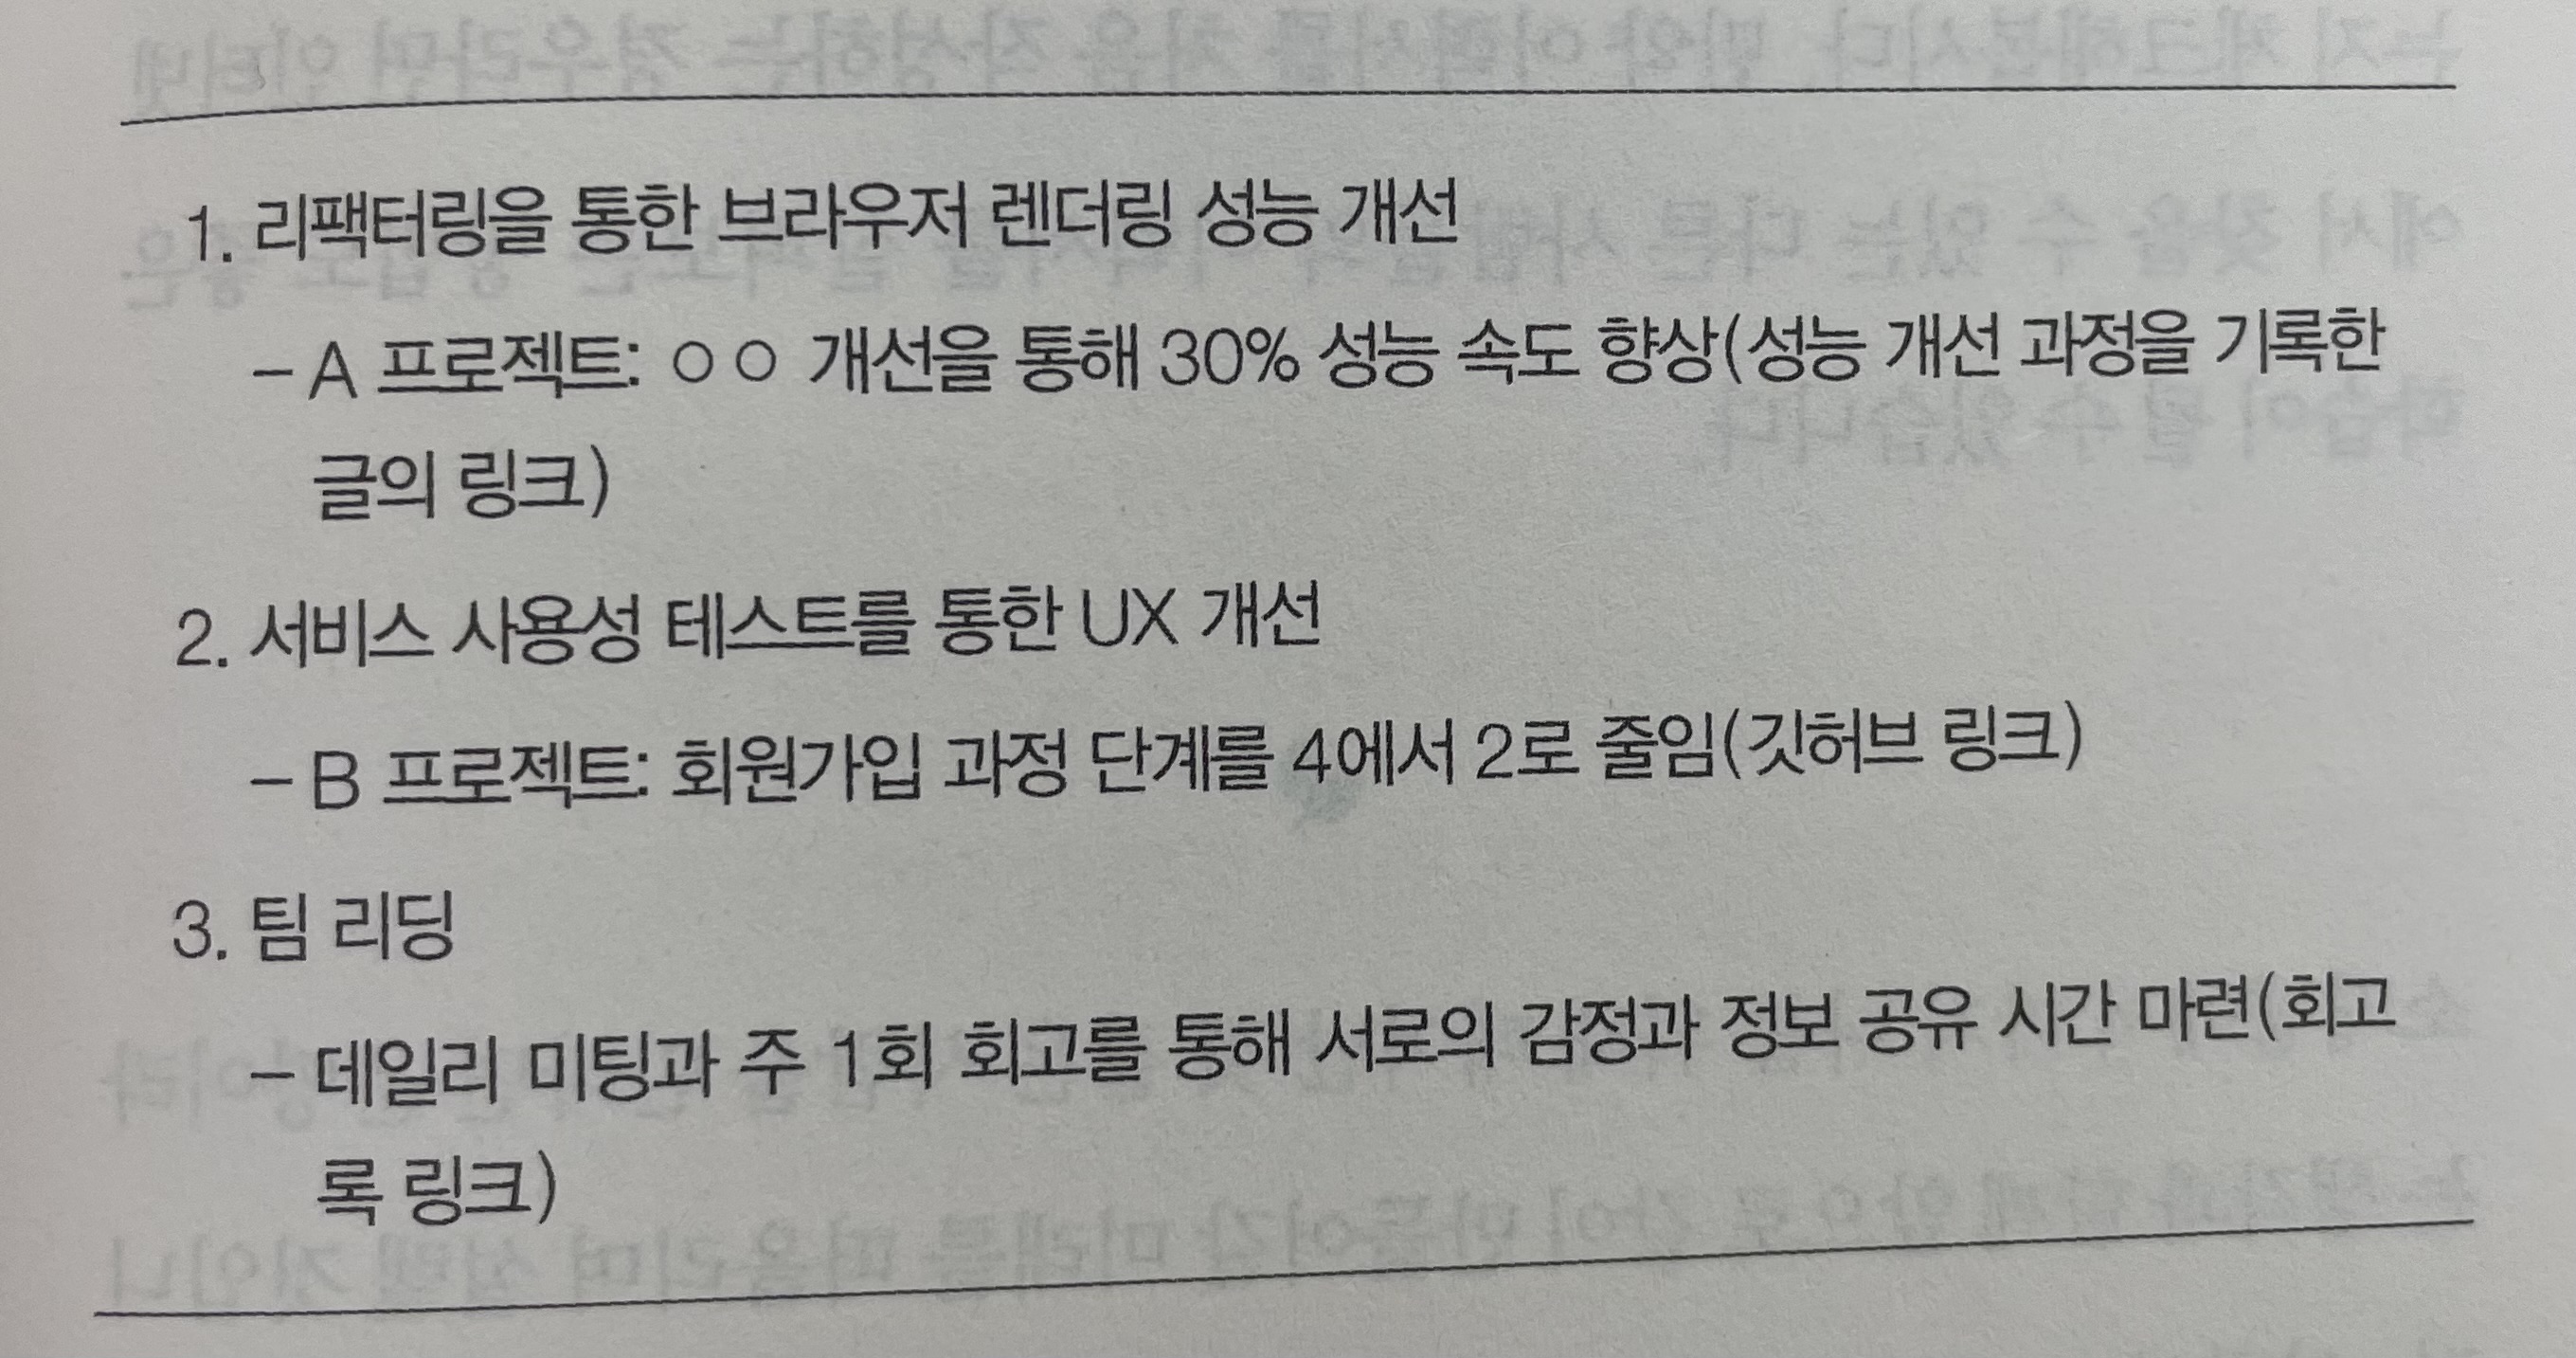 1. 리팩터링을 통한 브라우저 렌더링 성능 개선
– A 프로젝트: ㅇㅇ 개선을 통해 30% 성능 속도 향상(성능 개선 과정을 기록한
글의 링크)
2. 서비스 사용성 테스트를 통한 UX 개선
– B 프로젝트: 회원가입 과정 단계를 4에서 2로 줄임(깃허브 링크)
3. 팀 리딩
– 데일리 미팅과 주 1회 회고를 통해 서로의 감정과 정보 공유 시간 마련(회고
록 링크)